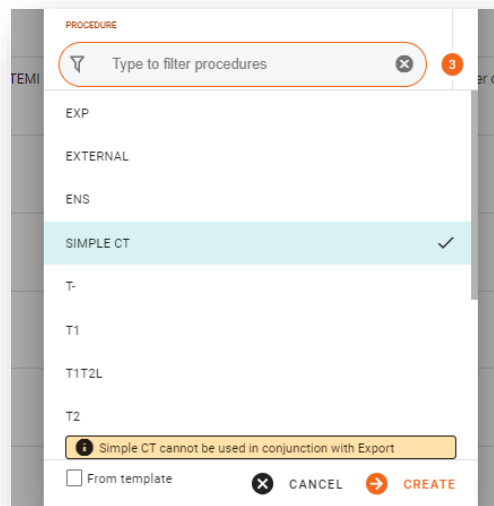 PROCEDURE
Type to filter procedures
3
TEMI
er c
EXP
EXTERNAL
ENS
SIMPLE CT
T-
T1
T1T2L
T2
Simple CT cannot be used in conjunction with Export
From template
CANCEL
CREATE